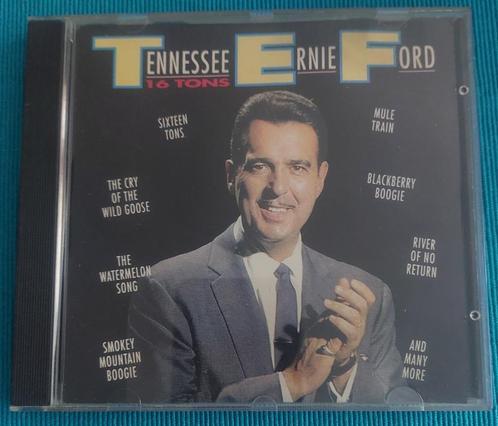 TENNESSEE ERNIE FORD
16 TONS
SIXTEEN
TONS
MULE
TRAIN
THE CRY
OF THE
WILD GOOSE
BLACKBERRY
BOOGIE
THE
WATERMELON
SONG
RIVER
OF NO
RETURN
SMOKEY
MOUNTAIN
BOOGIE
AND
MANY
MORE